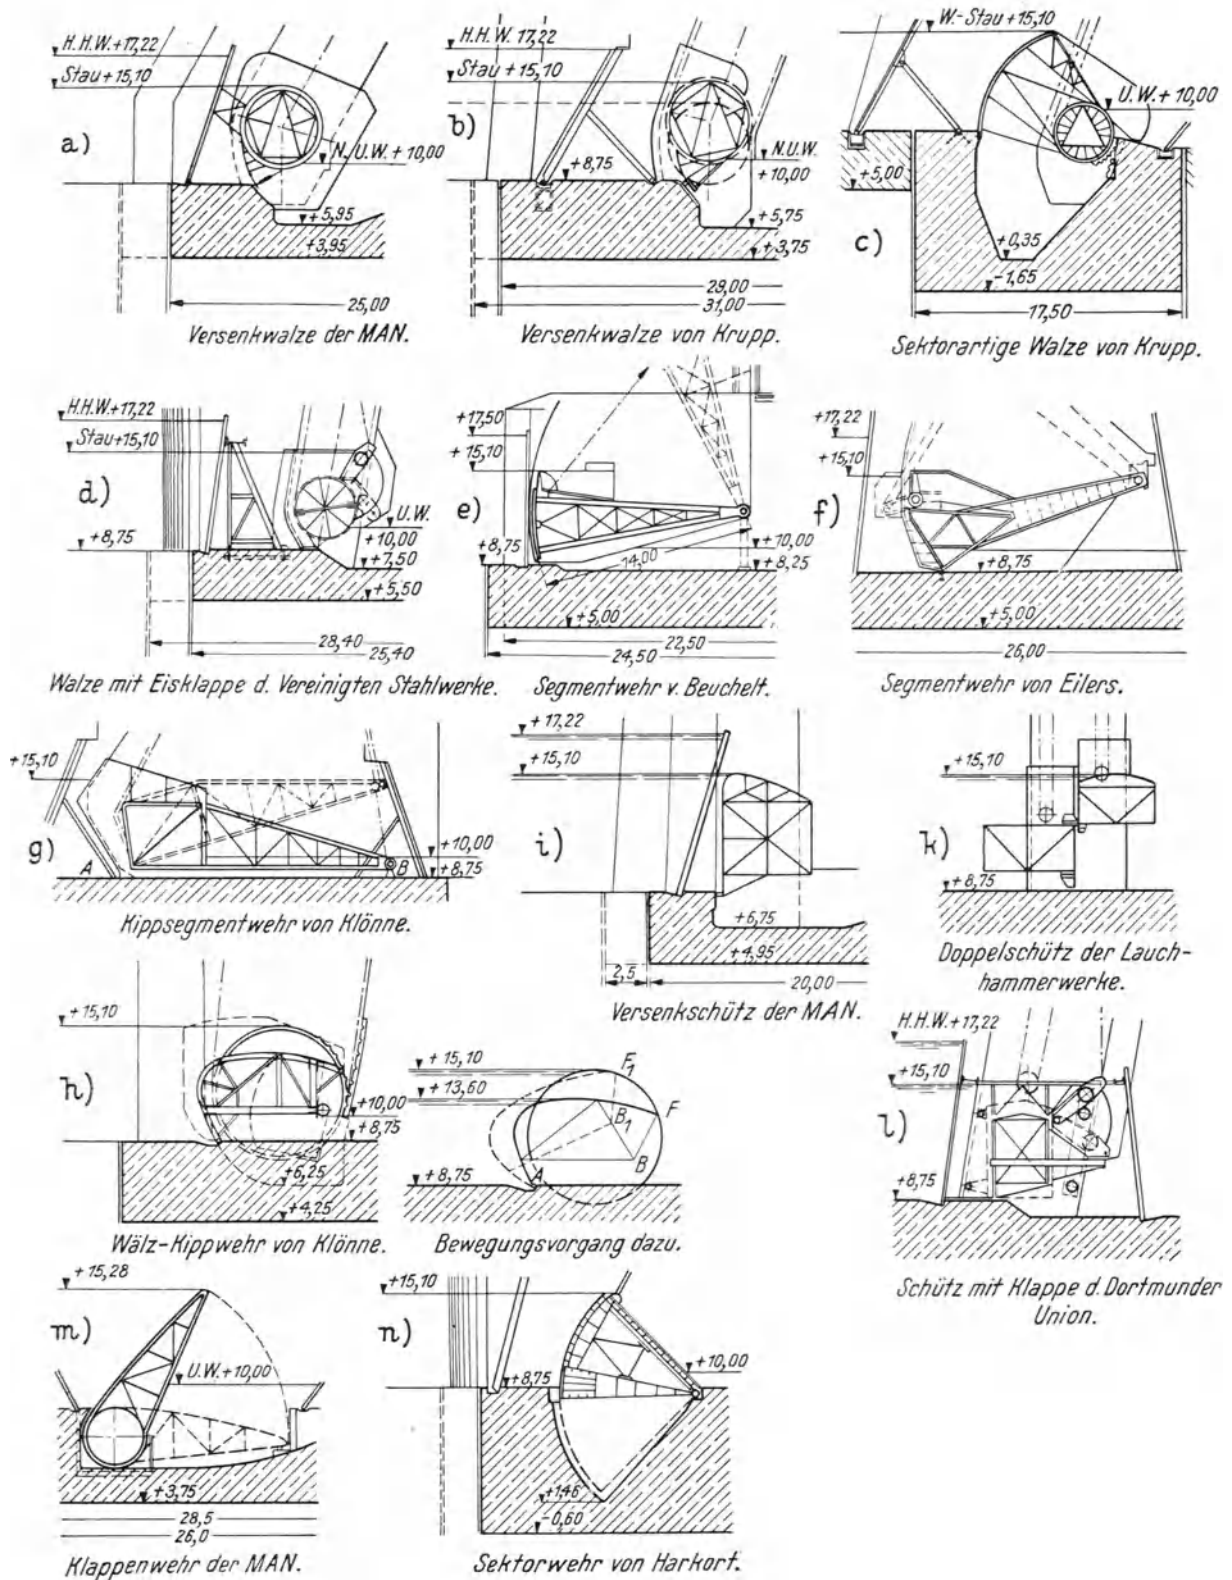 a)
H.H.W.+17,22
Stau+15,10
N. U.W. + 10,00
+5,95
+3,95
25,00
Versenkwalze der MAN.
b)
H.H.W. 17,22
Stau+15,10
+8,75
N.U.W.
+10,00
+5,75
+3,75
29,00
31,00
Versenkwalze von Krupp.
c)
W.-Stau+15,10
U.W.+10,00
+5,00
+0,35
-1,65
17,50
Sektorartige Walze von Krupp.
d)
H.H.W.+17,22
Stau+15,10
U.W.
+10,00
+8,75
+7,50
+5,50
28,40
25,40
Walze mit Eisklappe d. Vereinigten Stahlwerke.
e)
+17,50
+15,10
+8,75
14,00
+10,00
+8,25
+5,00
22,50
24,50
Segmentwehr v. Beuchelt.
f)
+17,22
+15,10
+8,75
+5,00
26,00
Segmentwehr von Eilers.
g)
+15,10
A
B
+10,00
+8,75
Kippsegmentwehr von Klönne.
i)
+17,22
+15,10
+6,75
+4,95
2,5
20,00
Versenkschütz der MAN.
k)
+15,10
+8,75
Doppelschütz der Lauch-
hammerwerke.
h)
+15,10
+10,00
+8,75
+6,25
+4,25
Wälz-Kippwehr von Klönne.
+15,10
+13,60
F1
F
B1
B
A
+8,75
Bewegungsvorgang dazu.
l)
H.H.W.+17,22
+15,10
+8,75
Schütz mit Klappe d. Dortmunder
Union.
m)
+15,28
U.W.+10,00
+3,75
28,5
26,0
Klappenwehr der MAN.
n)
+15,10
+8,75
+10,00
+1,46
-0,60
Sektorwehr von Harkort.